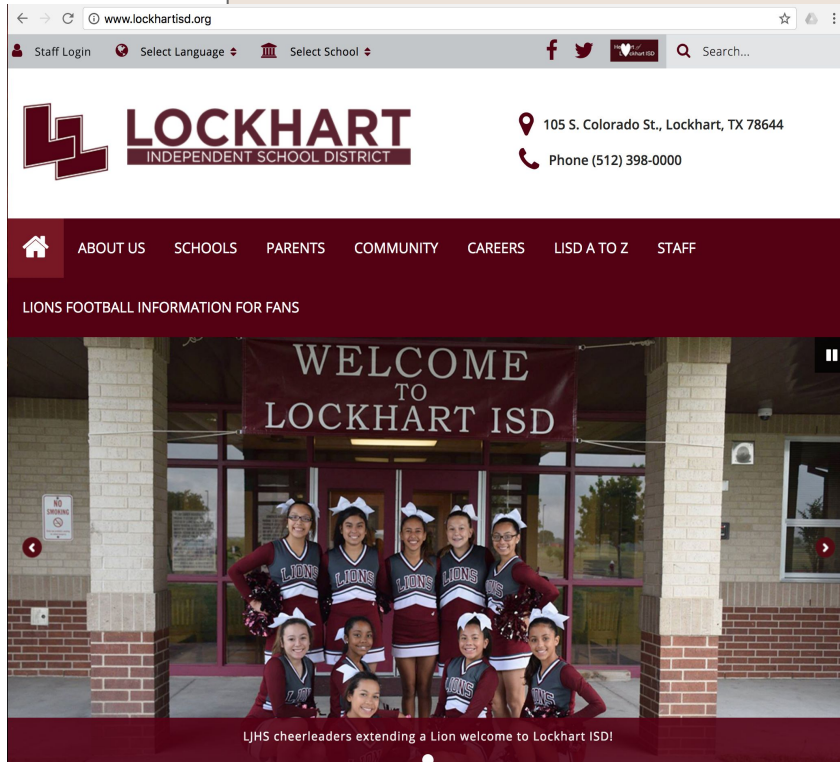 www.lockhartisd.org
Staff Login Select Language Select School Search...
LOCKHART
INDEPENDENT SCHOOL DISTRICT
105 S. Colorado St., Lockhart, TX 78644
Phone (512) 398-0000
ABOUT US SCHOOLS PARENTS COMMUNITY CAREERS LISD A TO Z STAFF
LIONS FOOTBALL INFORMATION FOR FANS
WELCOME
TO
LOCKHART ISD
NO
SMOKING
LIONS LIONS LIONS LIONS
LIONS LIONS
LJHS cheerleaders extending a Lion welcome to Lockhart ISD!